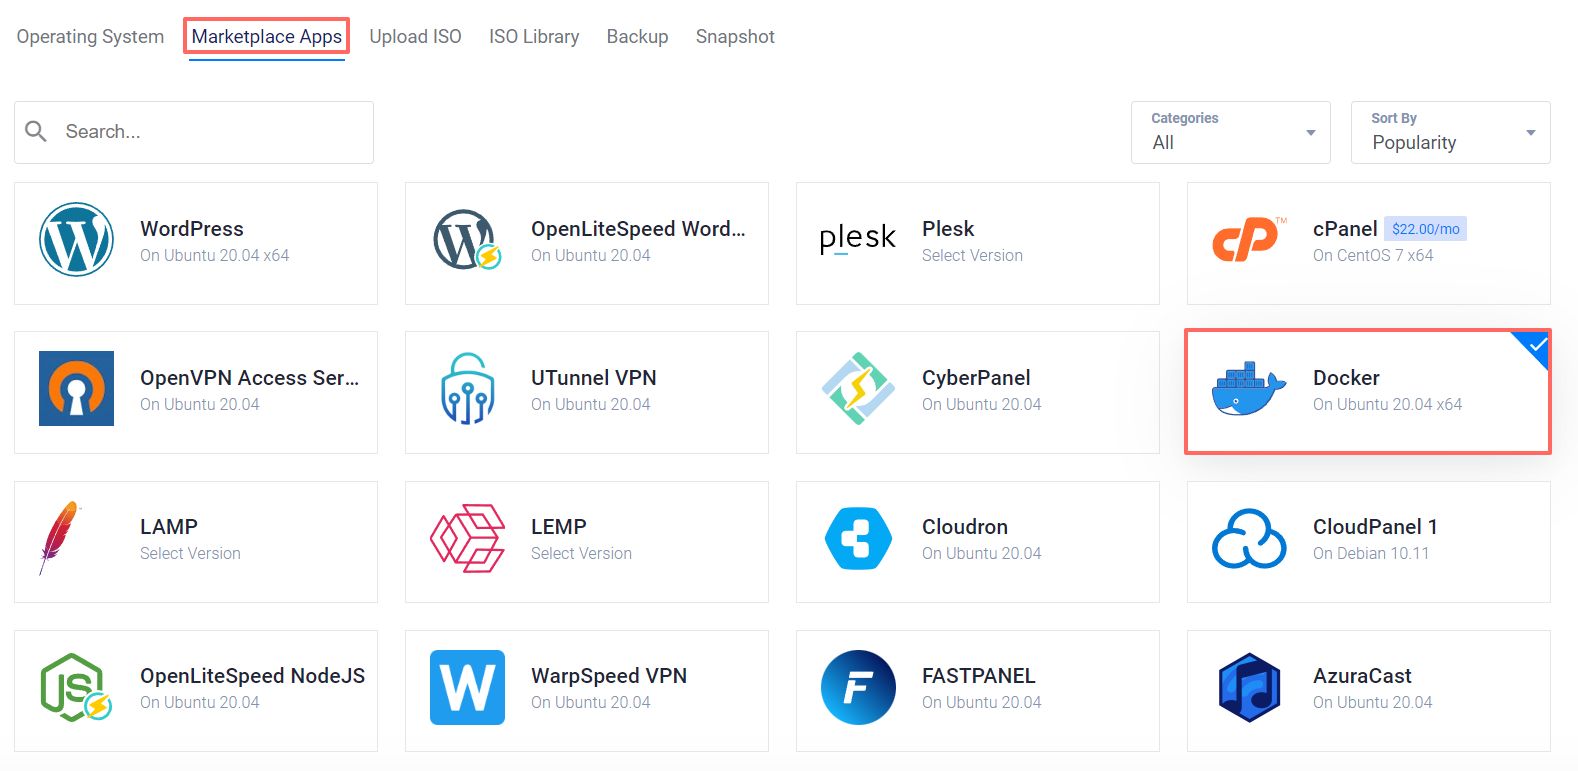 Operating System Marketplace Apps Upload ISO ISO Library Backup Snapshot
Search...
Categories
All
Sort By
Popularity
WordPress
On Ubuntu 20.04 x64
OpenLiteSpeed Word...
On Ubuntu 20.04
plesk
Plesk
Select Version
cP™
cPanel $22.00/mo
On CentOS 7 x64
OpenVPN Access Ser...
On Ubuntu 20.04
UTunnel VPN
On Ubuntu 20.04
CyberPanel
On Ubuntu 20.04
Docker
On Ubuntu 20.04 x64
LAMP
Select Version
LEMP
Select Version
Cloudron
On Ubuntu 20.04
CloudPanel 1
On Debian 10.11
JS
OpenLiteSpeed NodeJS
On Ubuntu 20.04
W
WarpSpeed VPN
On Ubuntu 20.04
F
FASTPANEL
On Ubuntu 20.04
AzuraCast
On Ubuntu 20.04